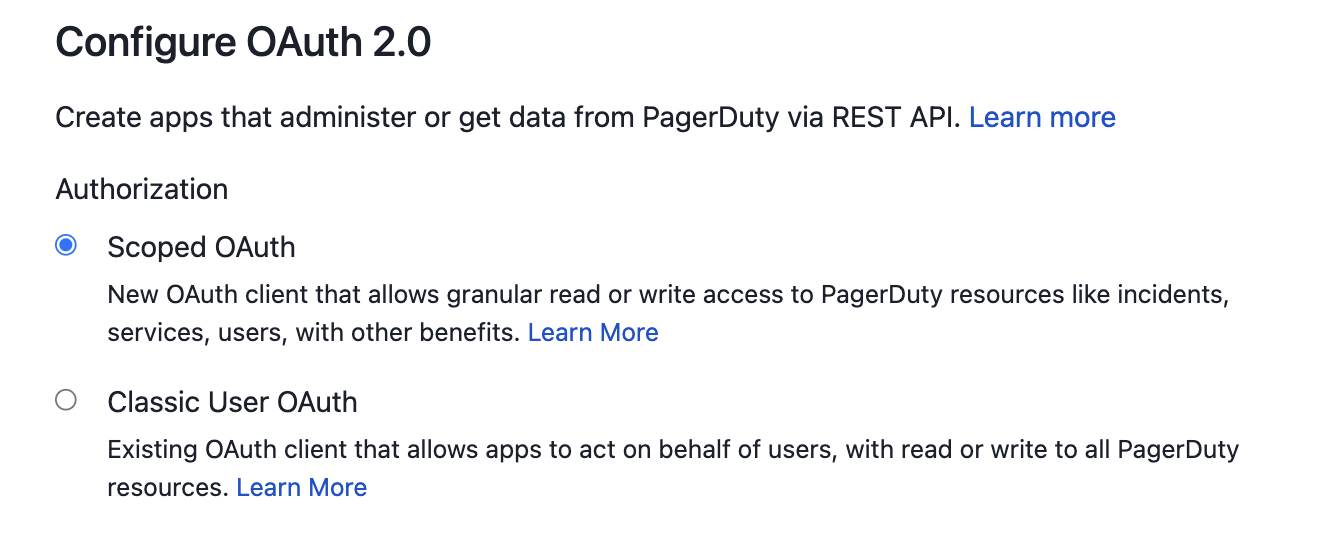 Configure OAuth 2.0
Create apps that administer or get data from PagerDuty via REST API. Learn more
Authorization
Scoped OAuth
New OAuth client that allows granular read or write access to PagerDuty resources like incidents,
services, users, with other benefits. Learn More
Classic User OAuth
Existing OAuth client that allows apps to act on behalf of users, with read or write to all PagerDuty
resources. Learn More